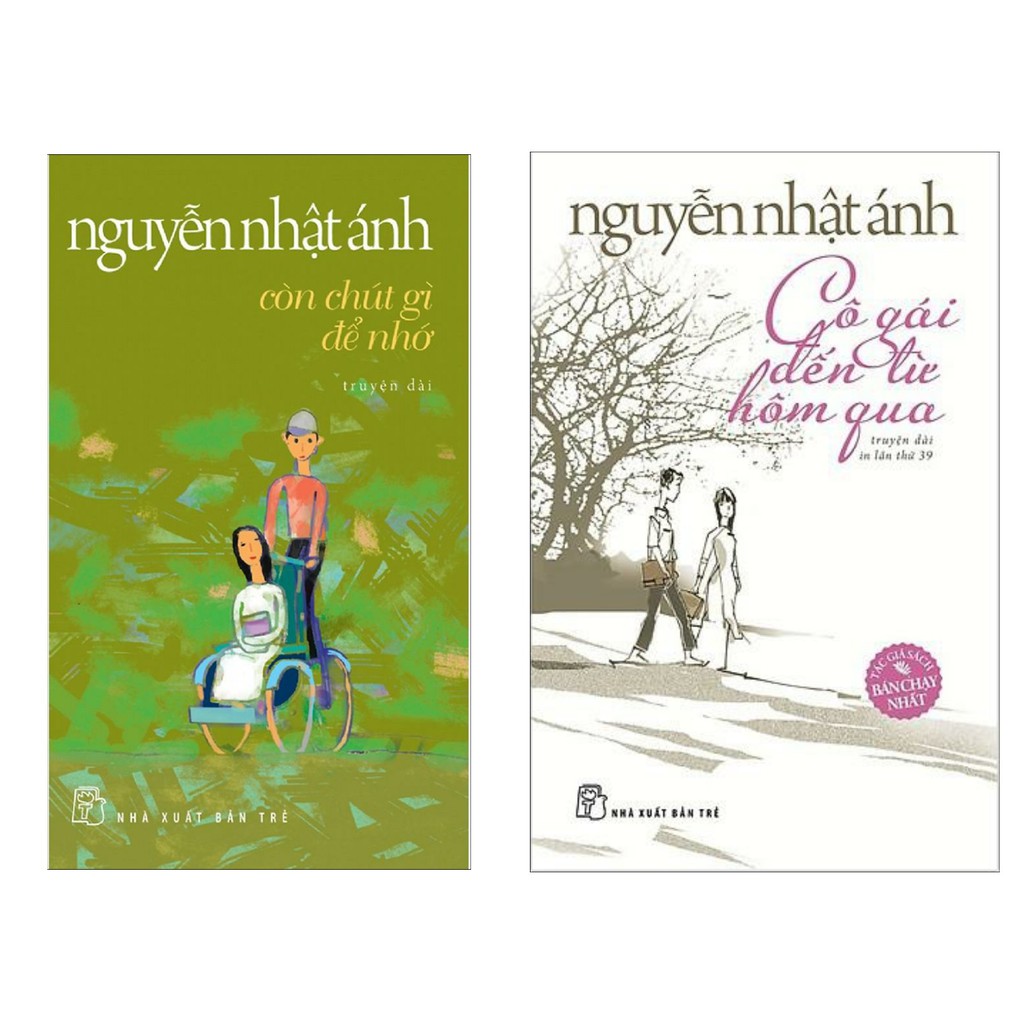 nguyễn nhật ánh
còn chút gì
để nhớ
truyện dài
NHÀ XUẤT BẢN TRẺ
nguyễn nhật ánh
Cô gái
đến từ
hôm qua
truyện dài
in lần thứ 39
TÁC GIẢ SÁCH
BÁN CHẠY
NHẤT
NHÀ XUẤT BẢN TRẺ